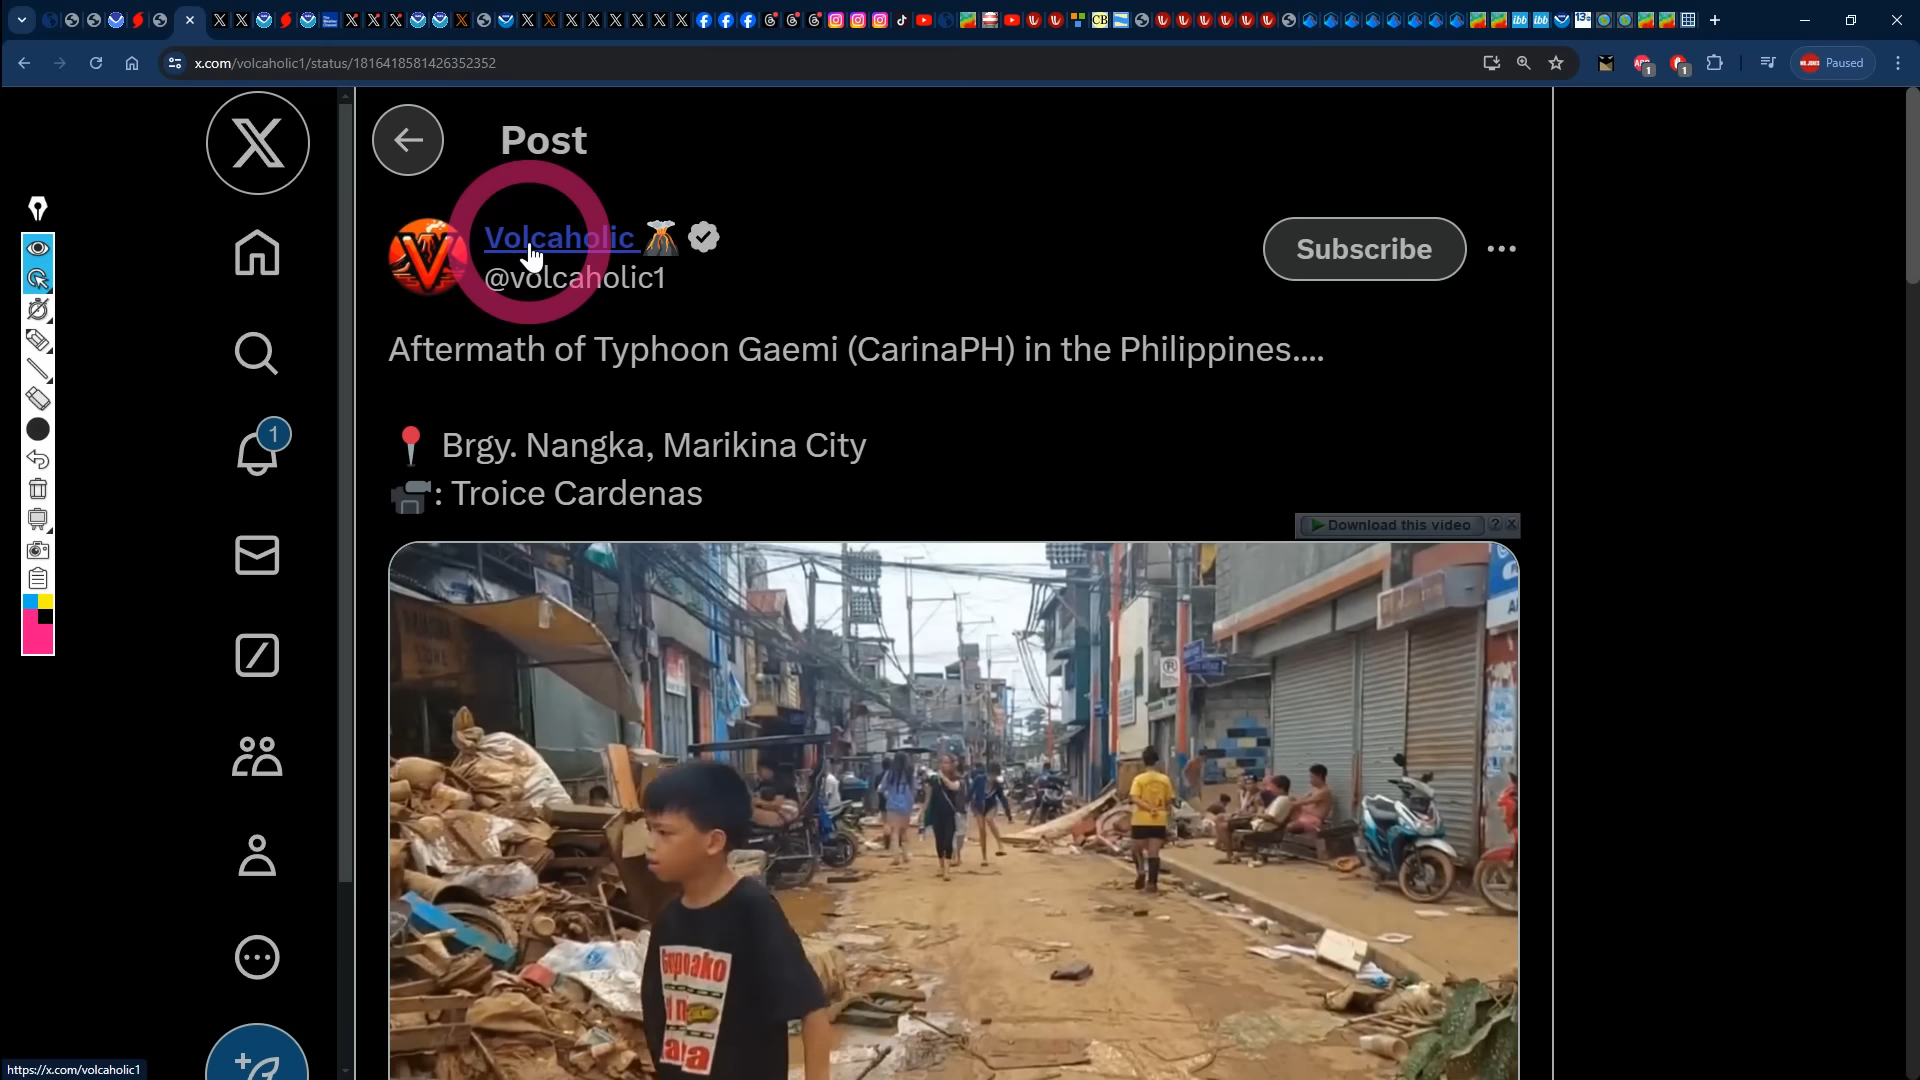 x.com/volcaholic1/status/1816418581426352352
Paused
Post
Volcaholic
@volcaholic1
Subscribe
Aftermath of Typhoon Gaemi (CarinaPH) in the Philippines....
Brgy. Nangka, Marikina City
: Troice Cardenas
Download this video
1
https://x.com/volcaholic1